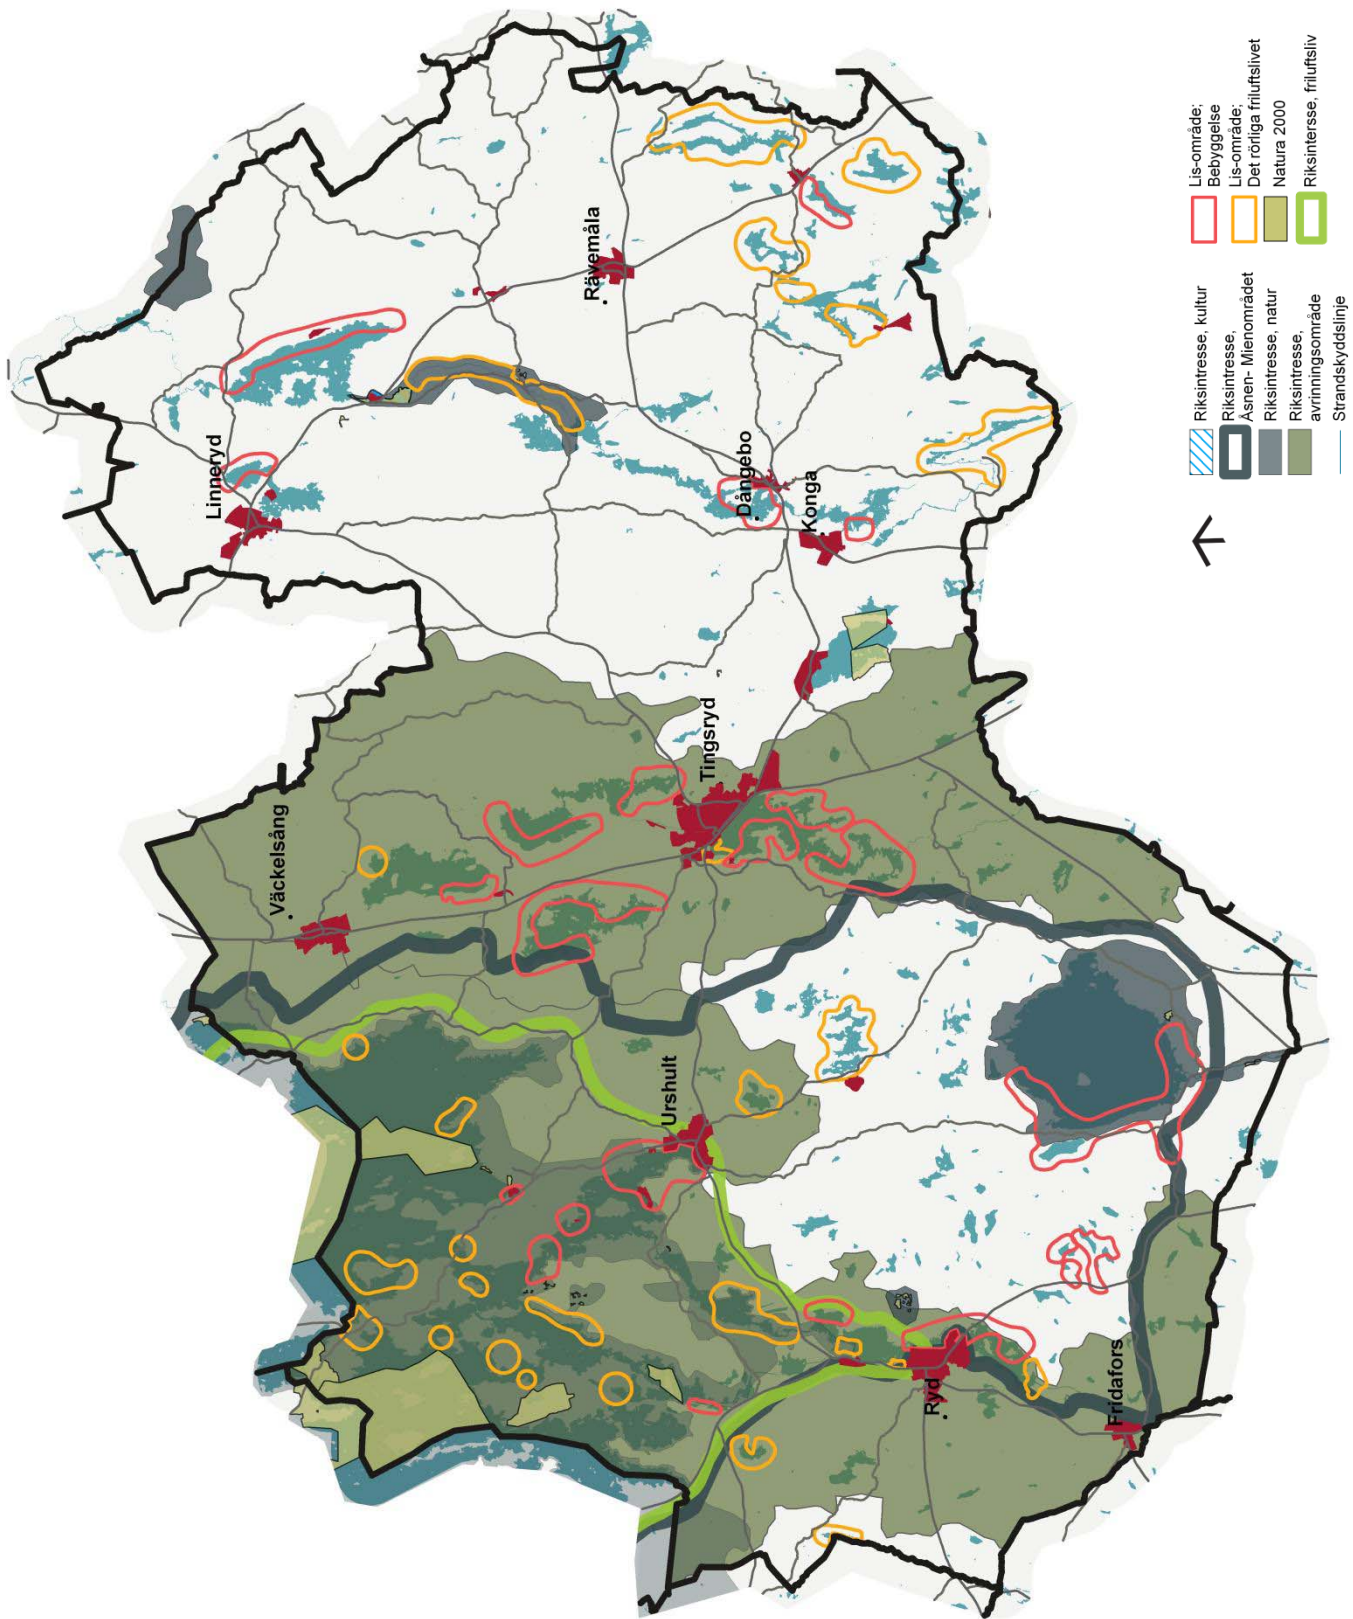 Linneryd
Rävemåla
Dångebo
Konga
Väckelsång
Tingsryd
Urshult
Ryd
Fridafors
Riksintresse, kultur
Riksintresse,
Åsnen- Mienområdet
Riksintresse, natur
Riksintresse,
avrinningsområde
Strandskyddslinje
Lis-område;
Bebyggelse
Lis-område;
Det rörliga friluftslivet
Natura 2000
Riksintersse, friluftsliv